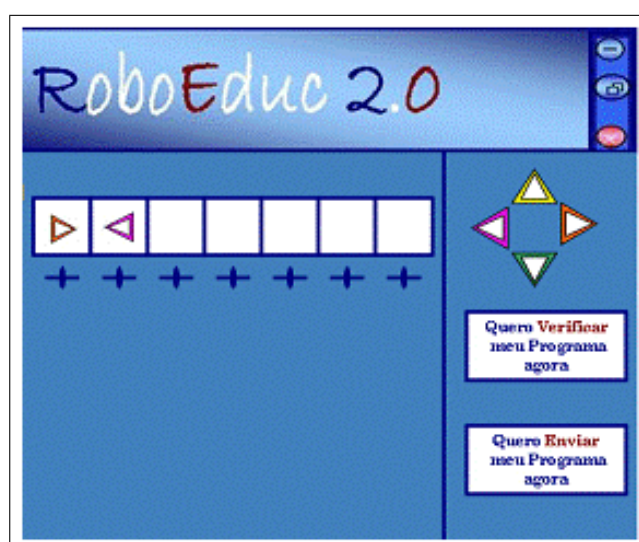 RoboEduc 2.0
Quero Verificar
meu Programa
agora
Quero Enviar
meu Programa
agora